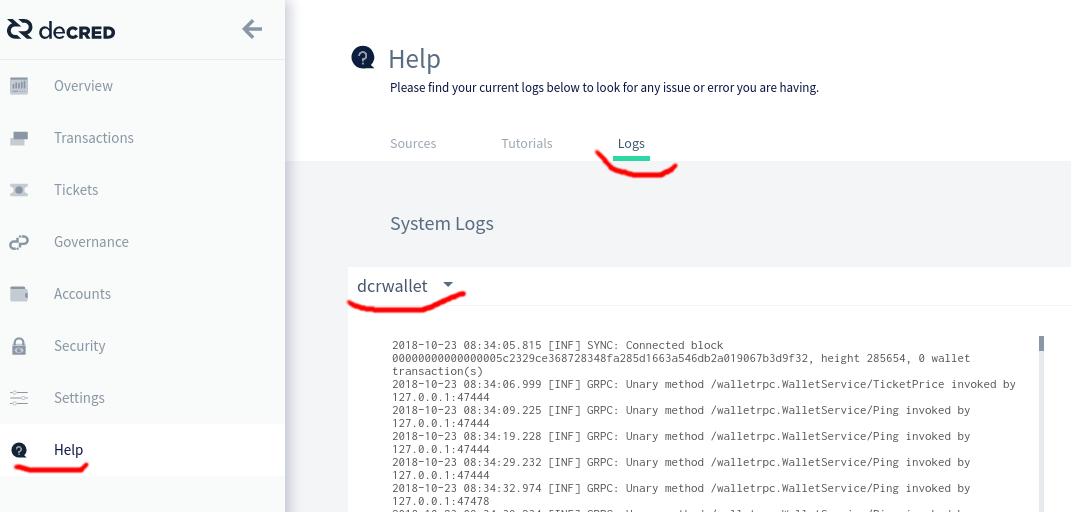 decRED
Overview
Transactions
Tickets
Governance
Accounts
Security
Settings
Help
Help
Please find your current logs below to look for any issue or error you are having.
Sources Tutorials Logs
System Logs
dcrwallet
2018-10-23 08:34:05.815 [INF] SYNC: Connected block
00000000000000005c2329ce368728348fa285d1663a546db2a019067b3d9f32, height 285654, 0 wallet
transaction(s)
2018-10-23 08:34:06.999 [INF] GRPC: Unary method /walletrpc.WalletService/TicketPrice invoked by
127.0.0.1:47444
2018-10-23 08:34:09.225 [INF] GRPC: Unary method /walletrpc.WalletService/Ping invoked by
127.0.0.1:47444
2018-10-23 08:34:19.228 [INF] GRPC: Unary method /walletrpc.WalletService/Ping invoked by
127.0.0.1:47444
2018-10-23 08:34:29.232 [INF] GRPC: Unary method /walletrpc.WalletService/Ping invoked by
127.0.0.1:47444
2018-10-23 08:34:32.974 [INF] GRPC: Unary method /walletrpc.WalletService/Ping invoked by
127.0.0.1:47478